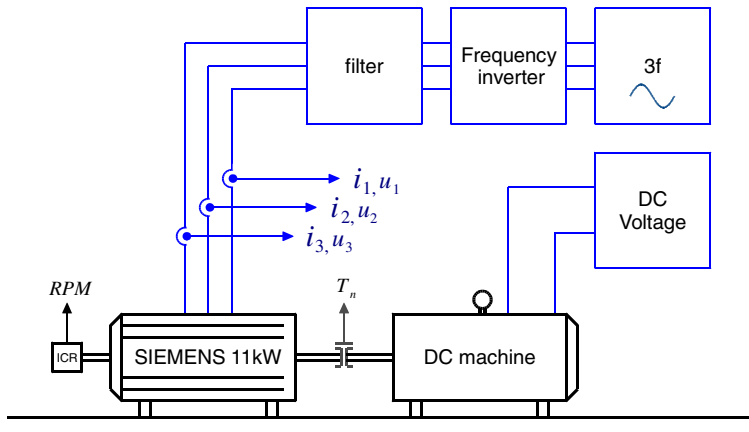 filter
Frequency
inverter
3f
i1, u1
i2, u2
i3, u3
DC
Voltage
RPM
Tn
ICR
SIEMENS 11kW
DC machine